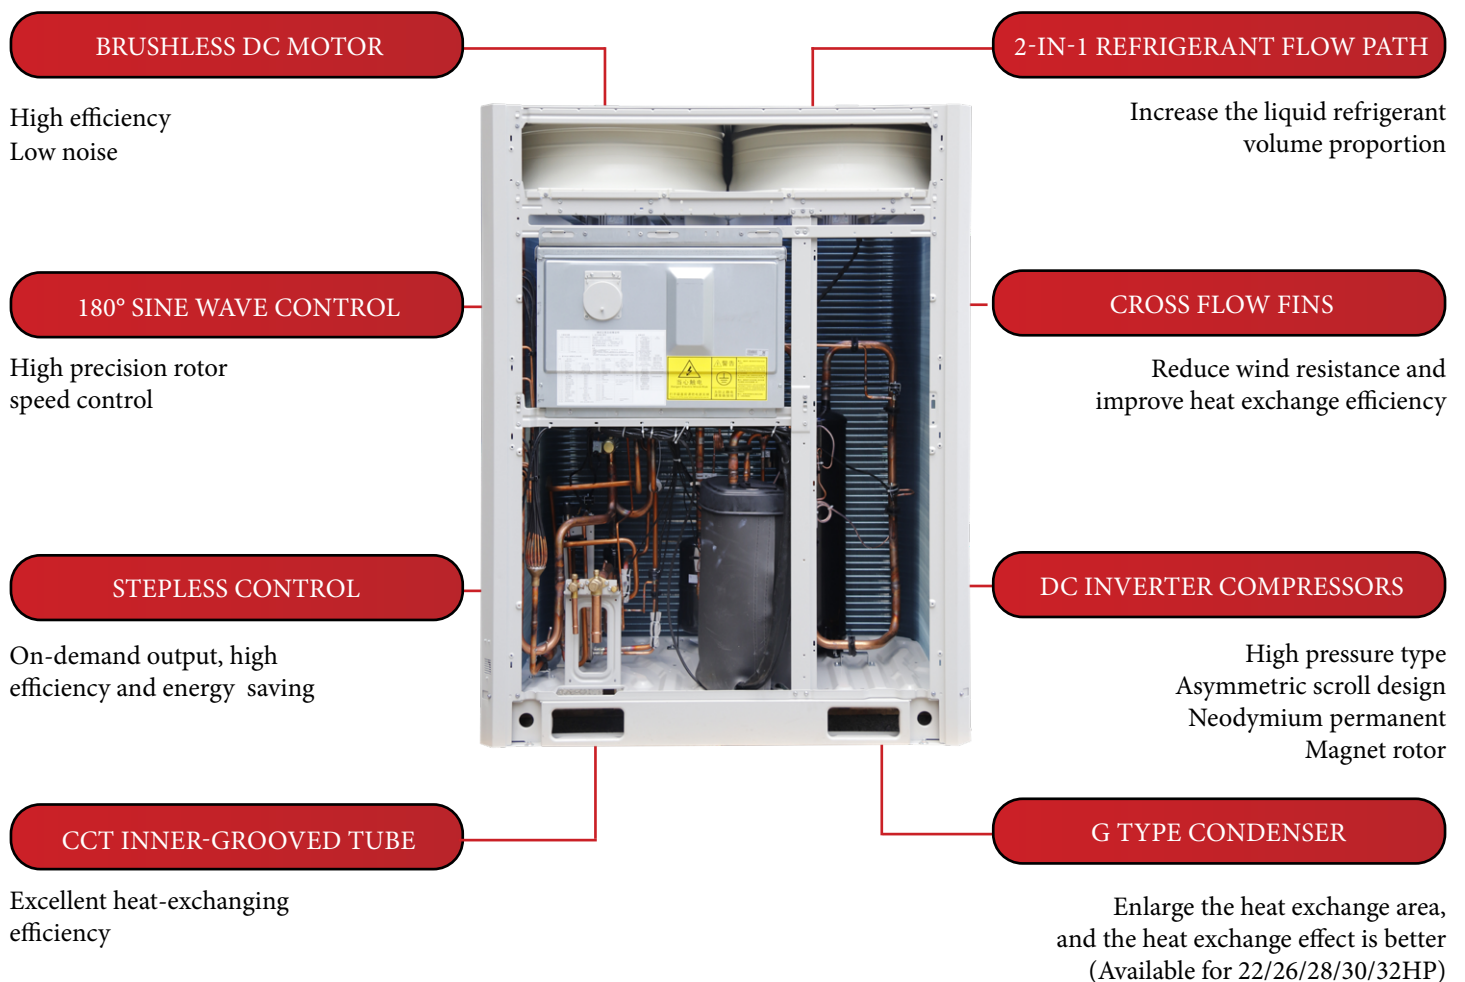 BRUSHLESS DC MOTOR
High efficiency
Low noise
180° SINE WAVE CONTROL
High precision rotor
speed control
STEPLESS CONTROL
On-demand output, high
efficiency and energy  saving
CCT INNER-GROOVED TUBE
Excellent heat-exchanging
efficiency
2-IN-1 REFRIGERANT FLOW PATH
Increase the liquid refrigerant
volume proportion
CROSS FLOW FINS
Reduce wind resistance and
improve heat exchange efficiency
DC INVERTER COMPRESSORS
High pressure type
Asymmetric scroll design
Neodymium permanent
Magnet rotor
G TYPE CONDENSER
Enlarge the heat exchange area,
and the heat exchange effect is better
(Available for 22/26/28/30/32HP)